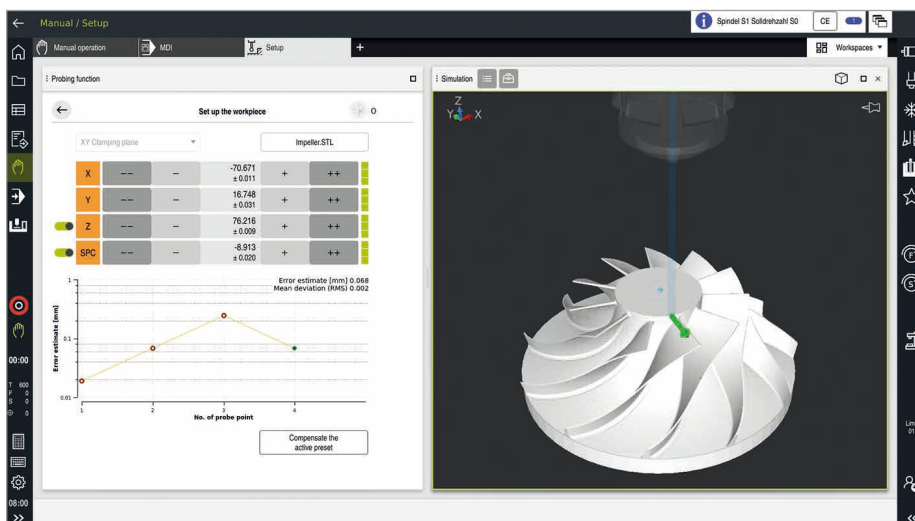 Manual / Setup
Spindel S1 Solldrehzahl S0
CE
Manual operation
MDI
Setup
+
Workspaces
Probing function
Simulation
Set up the workpiece
0
XY Clamping plane
Impeller.STL
X -- - -70.671 + ++
± 0.011
Y -- - 16.748 + ++
± 0.031
Z -- - 76.216 + ++
± 0.009
SPC -- - -8.913 + ++
± 0.020
Error estimate [mm] 0.068
Mean deviation (RMS) 0.002
Error estimate [mm]
1
0.1
0.01
1 2 3 4
No. of probe point
Compensate the
active preset
Z
Y X
00:00
T 600
F 0
S 0
0
08:00